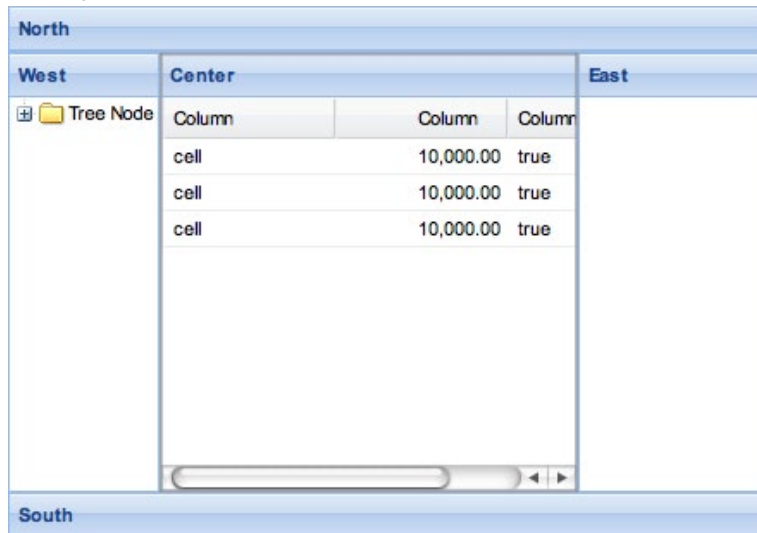 North
West Center East
Tree Node Column Column Column
cell 10,000.00 true
cell 10,000.00 true
cell 10,000.00 true
South